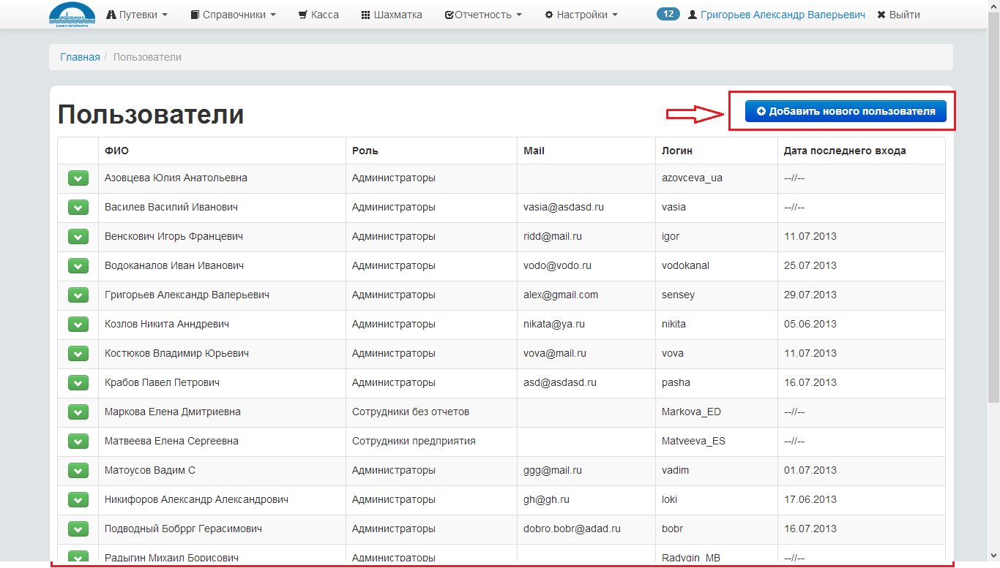 ВОДОКАНАЛ
САНКТ-ПЕТЕРБУРГА
Путевки Справочники Касса Шахматка Отчетность Настройки 12 Григорьев Александр Валерьевич Выйти
Главная / Пользователи
Пользователи
Добавить нового пользователя
ФИО Роль Mail Логин Дата последнего входа
Азовцева Юлия Анатольевна Администраторы azovceva_ua --//--
Василев Василий Иванович Администраторы vasia@asdasd.ru vasia --//--
Венскович Игорь Францевич Администраторы ridd@mail.ru igor 11.07.2013
Водоканалов Иван Иванович Администраторы vodo@vodo.ru vodokanal 25.07.2013
Григорьев Александр Валерьевич Администраторы alex@gmail.com sensey 29.07.2013
Козлов Никита Анндревич Администраторы nikata@ya.ru nikita 05.06.2013
Костюков Владимир Юрьевич Администраторы vova@mail.ru vova 11.07.2013
Крабов Павел Петрович Администраторы asd@asdasd.ru pasha 16.07.2013
Маркова Елена Дмитриевна Сотрудники без отчетов Markova_ED --//--
Матвеева Елена Сергеевна Сотрудники предприятия Matveeva_ES --//--
Матоусов Вадим С Администраторы ggg@mail.ru vadim 01.07.2013
Никифоров Александр Александрович Администраторы gh@gh.ru loki 17.06.2013
Подводный Бобррг Герасимович Администраторы dobro.bobr@adad.ru bobr 16.07.2013
Радыгин Михаил Борисович Администраторы Radygin_MB --//--